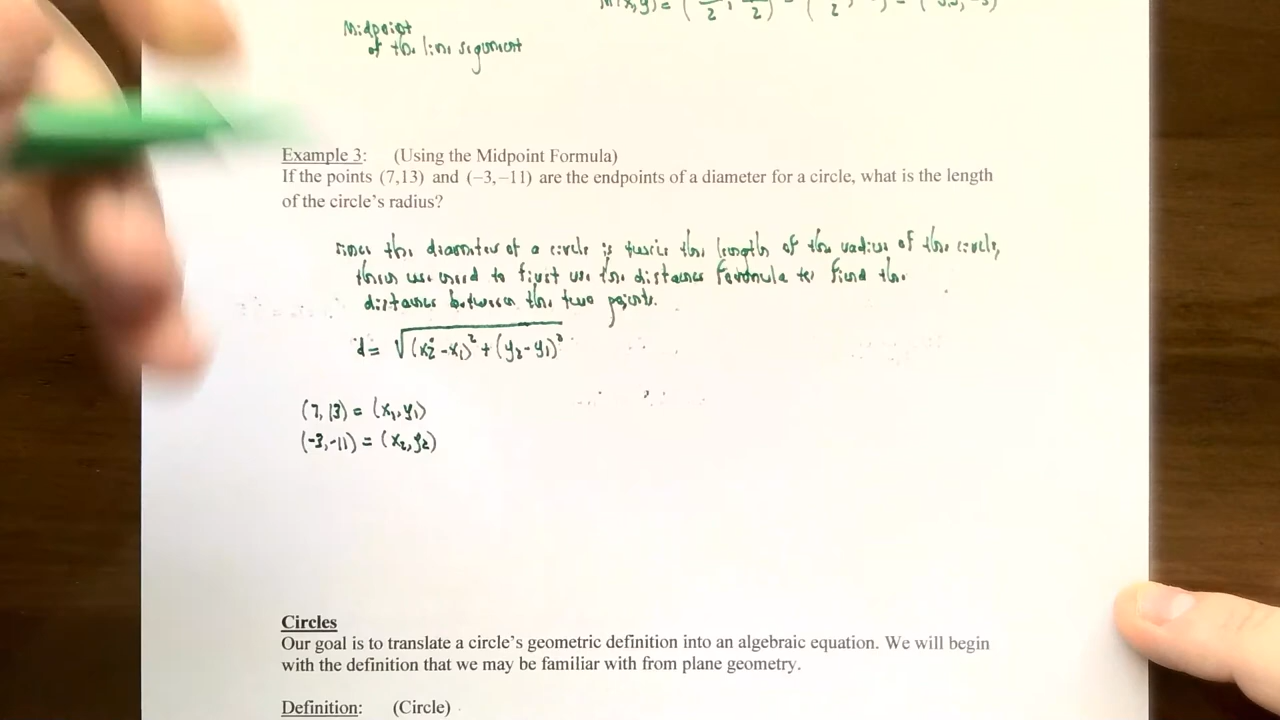 M(x,y) = ( /2 , /2 ) = ( /2 , ) = ( , )
Midpoint
of the line segment
Example 3: (Using the Midpoint Formula)
If the points (7,13) and (−3,−11) are the endpoints of a diameter for a circle, what is the length
of the circle's radius?
since the diameter of a circle is twice the length of the radius of the circle,
then we need to first use the distance formula to find the
distance between the two points.
d = √(x₂ - x₁)² + (y₂ - y₁)²
(7, 13) = (x₁, y₁)
(-3, -11) = (x₂, y₂)
Circles
Our goal is to translate a circle's geometric definition into an algebraic equation. We will begin
with the definition that we may be familiar with from plane geometry.
Definition: (Circle)